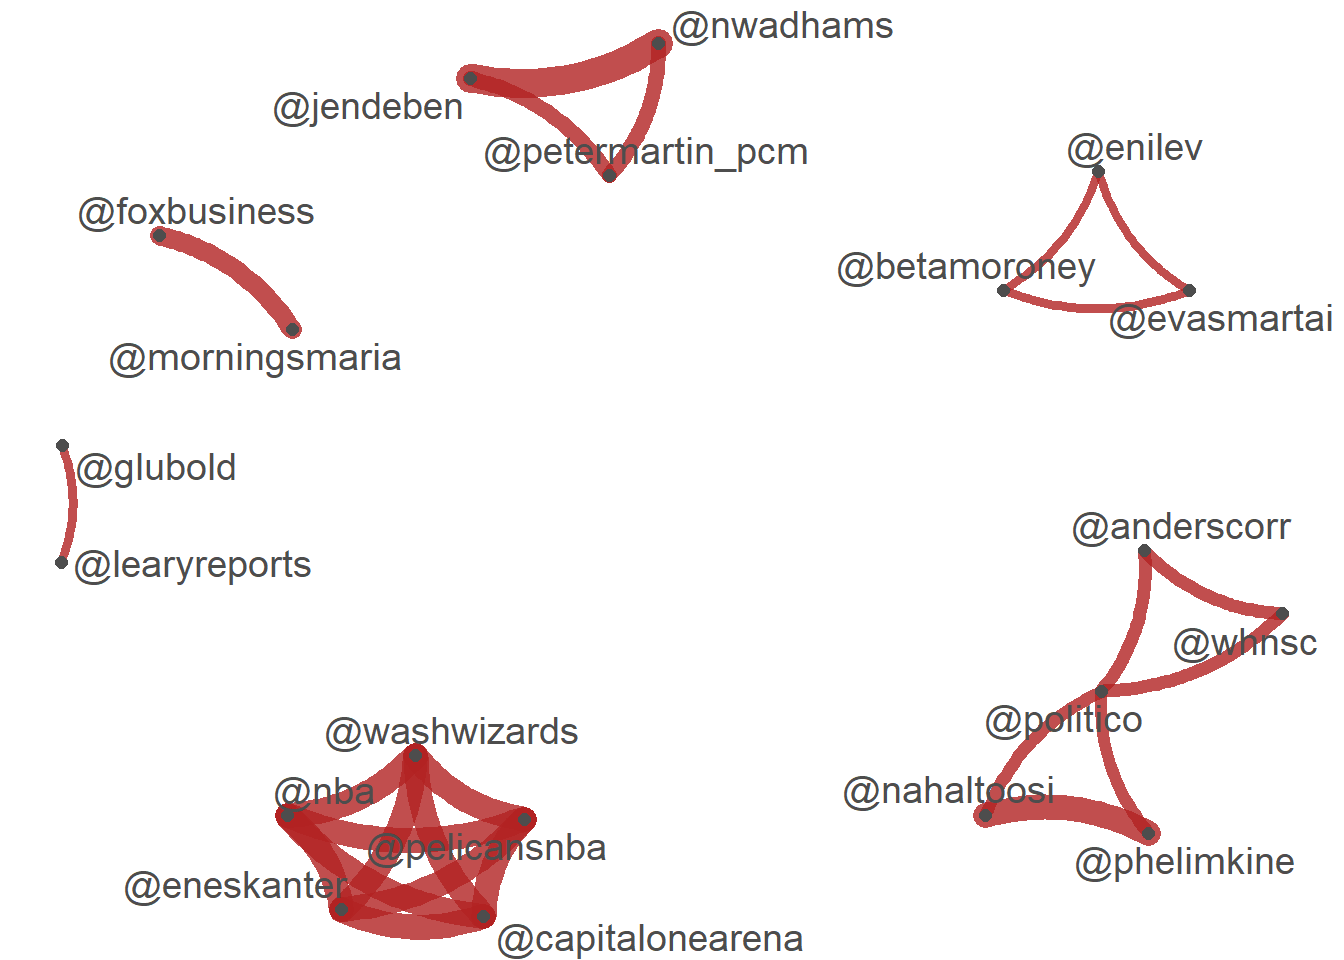 @nwadhams
@jendeben
@petermartin_pcm
@enilev
@foxbusiness
@betamoroney
@evasmartai
@morningsmaria
@glubold
@anderscorr
@learyreports
@whnsc
@politico
@washwizards
@nba
@nahaltoosi
@pelicansnba
@phelimkine
@eneskanter
@capitalonearena